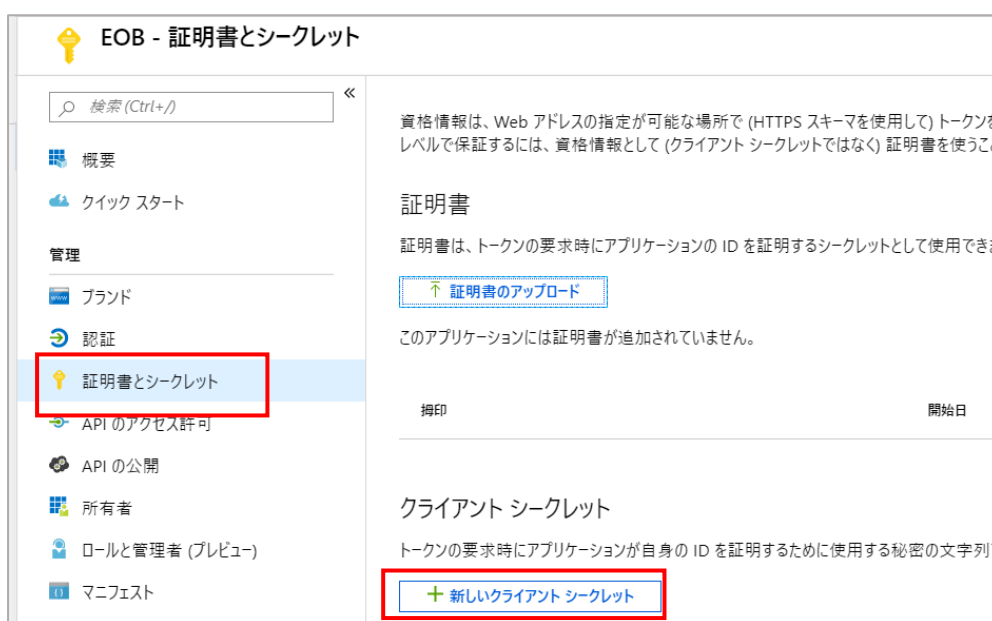 EOB - 証明書とシークレット
検索 (Ctrl+/)
«
概要
クイック スタート
管理
ブランド
認証
証明書とシークレット
API のアクセス許可
API の公開
所有者
ロールと管理者 (プレビュー)
マニフェスト
資格情報は、Web アドレスの指定が可能な場所で (HTTPS スキーマを使用して) トークンを
レベルで保証するには、資格情報として (クライアント シークレットではなく) 証明書を使うこ
証明書
証明書は、トークンの要求時にアプリケーションの ID を証明するシークレットとして使用でき
証明書のアップロード
このアプリケーションには証明書が追加されていません。
拇印 開始日
クライアント シークレット
トークンの要求時にアプリケーションが自身の ID を証明するために使用する秘密の文字列
新しいクライアント シークレット